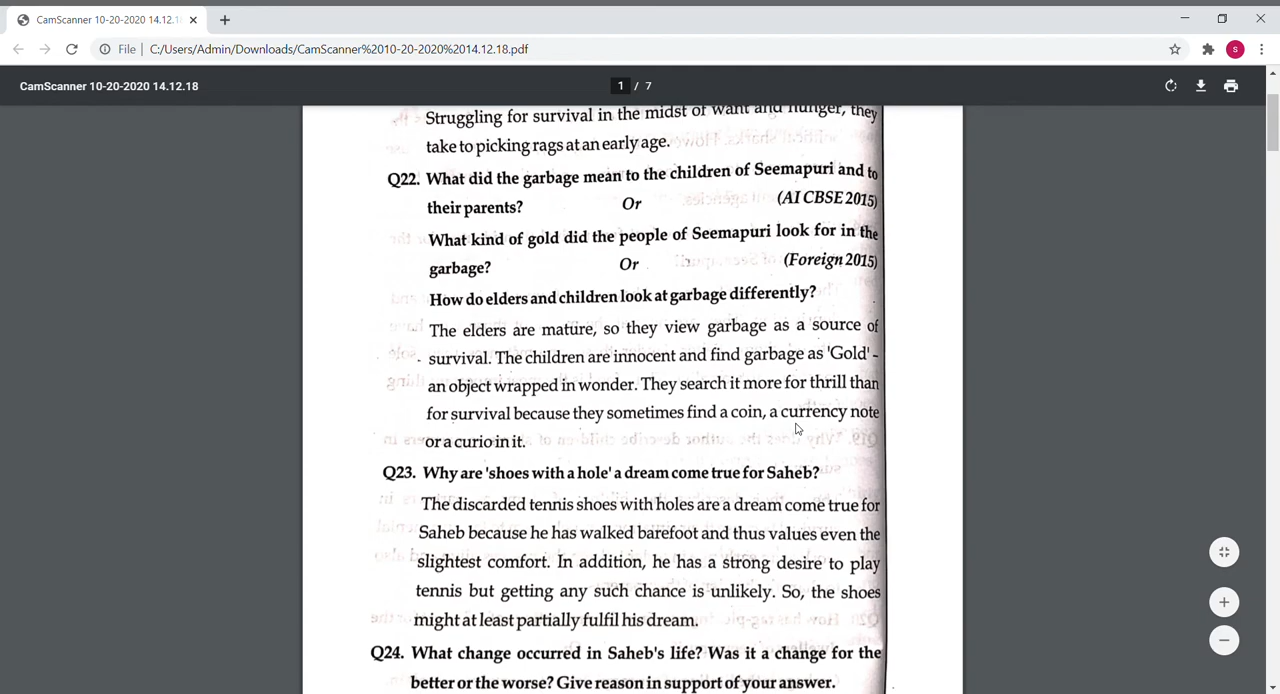 CamScanner 10-20-2020 14.12.1
File | C:/Users/Admin/Downloads/CamScanner%2010-20-2020%2014.12.18.pdf
s
CamScanner 10-20-2020 14.12.18
1 / 7
Struggling for survival in the midst of want and hunger, they
take to picking rags at an early age.
Q22. What did the garbage mean to the children of Seemapuri and to
their parents? Or (AI CBSE 2015)
What kind of gold did the people of Seemapuri look for in the
garbage? Or (Foreign 2015)
How do elders and children look at garbage differently?
The elders are mature, so they view garbage as a source of
survival. The children are innocent and find garbage as 'Gold'-
an object wrapped in wonder. They search it more for thrill than
for survival because they sometimes find a coin, a currency note
or a curio in it.
Q23. Why are 'shoes with a hole' a dream come true for Saheb?
The discarded tennis shoes with holes are a dream come true for
Saheb because he has walked barefoot and thus values even the
slightest comfort. In addition, he has a strong desire to play
tennis but getting any such chance is unlikely. So, the shoes
might at least partially fulfil his dream.
Q24. What change occurred in Saheb's life? Was it a change for the
better or the worse? Give reason in support of your answer.